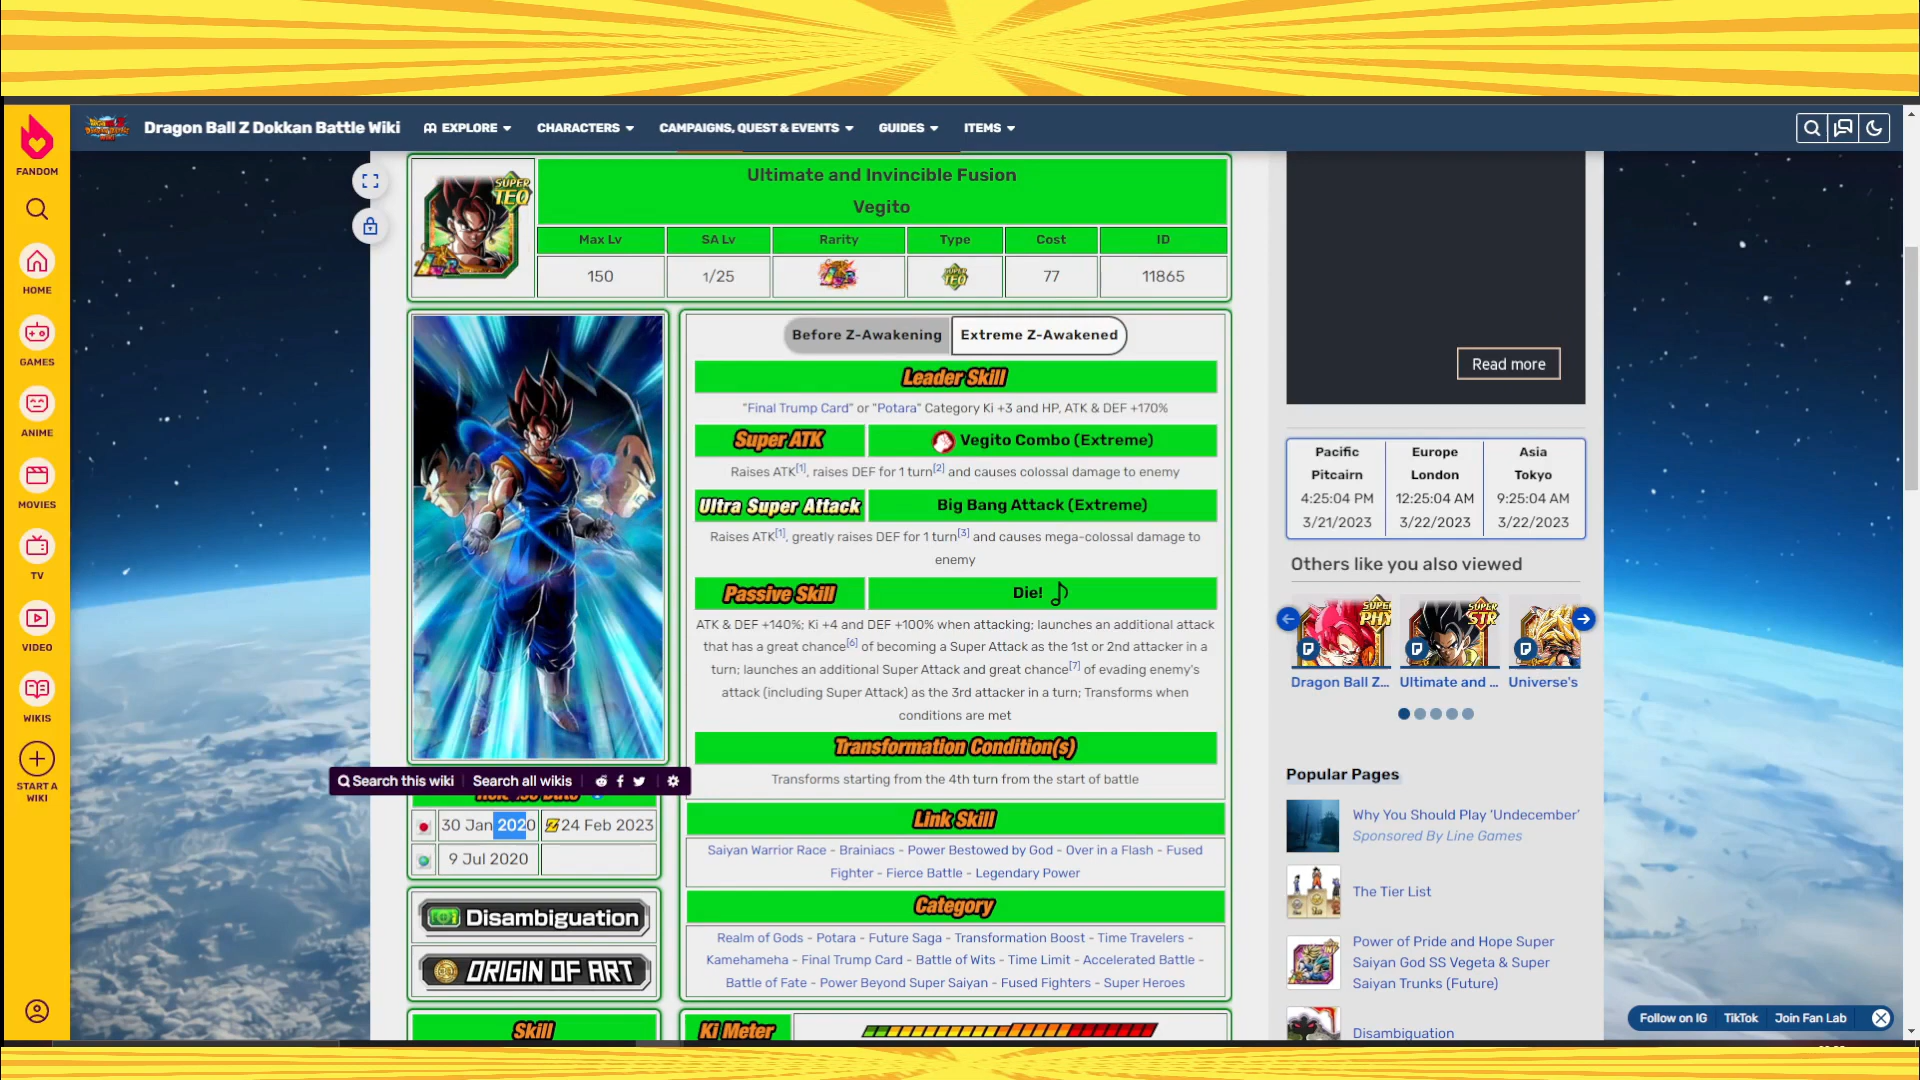 Dragon Ball Z Dokkan Battle Wiki
EXPLORE
CHARACTERS
CAMPAIGNS, QUEST & EVENTS
GUIDES
ITEMS
FANDOM
HOME
GAMES
ANIME
MOVIES
TV
VIDEO
WIKIS
START A
WIKI
SUPER
TEQ
LR
Ultimate and Invincible Fusion
Vegito
Max Lv
SA Lv
Rarity
Type
Cost
ID
150
1/25
LR
SUPER
TEQ
77
11865
Before Z-Awakening
Extreme Z-Awakened
Leader Skill
"Final Trump Card" or "Potara" Category Ki +3 and HP, ATK & DEF +170%
Super ATK
Vegito Combo (Extreme)
Raises ATK[1], raises DEF for 1 turn[2] and causes colossal damage to enemy
Ultra Super Attack
Big Bang Attack (Extreme)
Raises ATK[1], greatly raises DEF for 1 turn[3] and causes mega-colossal damage to
enemy
Passive Skill
Die! ♪
ATK & DEF +140%; Ki +4 and DEF +100% when attacking; launches an additional attack
that has a great chance[6] of becoming a Super Attack as the 1st or 2nd attacker in a
turn; launches an additional Super Attack and great chance[7] of evading enemy's
attack (including Super Attack) as the 3rd attacker in a turn; Transforms when
conditions are met
Transformation Condition(s)
Transforms starting from the 4th turn from the start of battle
Link Skill
Saiyan Warrior Race - Brainiacs - Power Bestowed by God - Over in a Flash - Fused
Fighter - Fierce Battle - Legendary Power
Category
Realm of Gods - Potara - Future Saga - Transformation Boost - Time Travelers -
Kamehameha - Final Trump Card - Battle of Wits - Time Limit - Accelerated Battle -
Battle of Fate - Power Beyond Super Saiyan - Fused Fighters - Super Heroes
Ki Meter
Search this wiki
Search all wikis
30 Jan 2020
Z
24 Feb 2023
9 Jul 2020
Disambiguation
ORIGIN OF ART
Skill
Read more
Pacific
Pitcairn
4:25:04 PM
3/21/2023
Europe
London
12:25:04 AM
3/22/2023
Asia
Tokyo
9:25:04 AM
3/22/2023
Others like you also viewed
SUPER
PHY
SUPER
STR
Dragon Ball Z...
Ultimate and ...
Universe's
Popular Pages
Why You Should Play 'Undecember'
Sponsored By Line Games
The Tier List
Power of Pride and Hope Super
Saiyan God SS Vegeta & Super
Saiyan Trunks (Future)
Disambiguation
Follow on IG
TikTok
Join Fan Lab